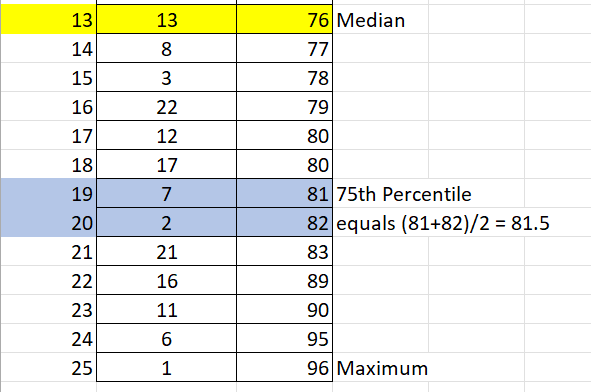 13 13 76 Median
14 8 77
15 3 78
16 22 79
17 12 80
18 17 80
19 7 81 75th Percentile
20 2 82 equals (81+82)/2 = 81.5
21 21 83
22 16 89
23 11 90
24 6 95
25 1 96 Maximum